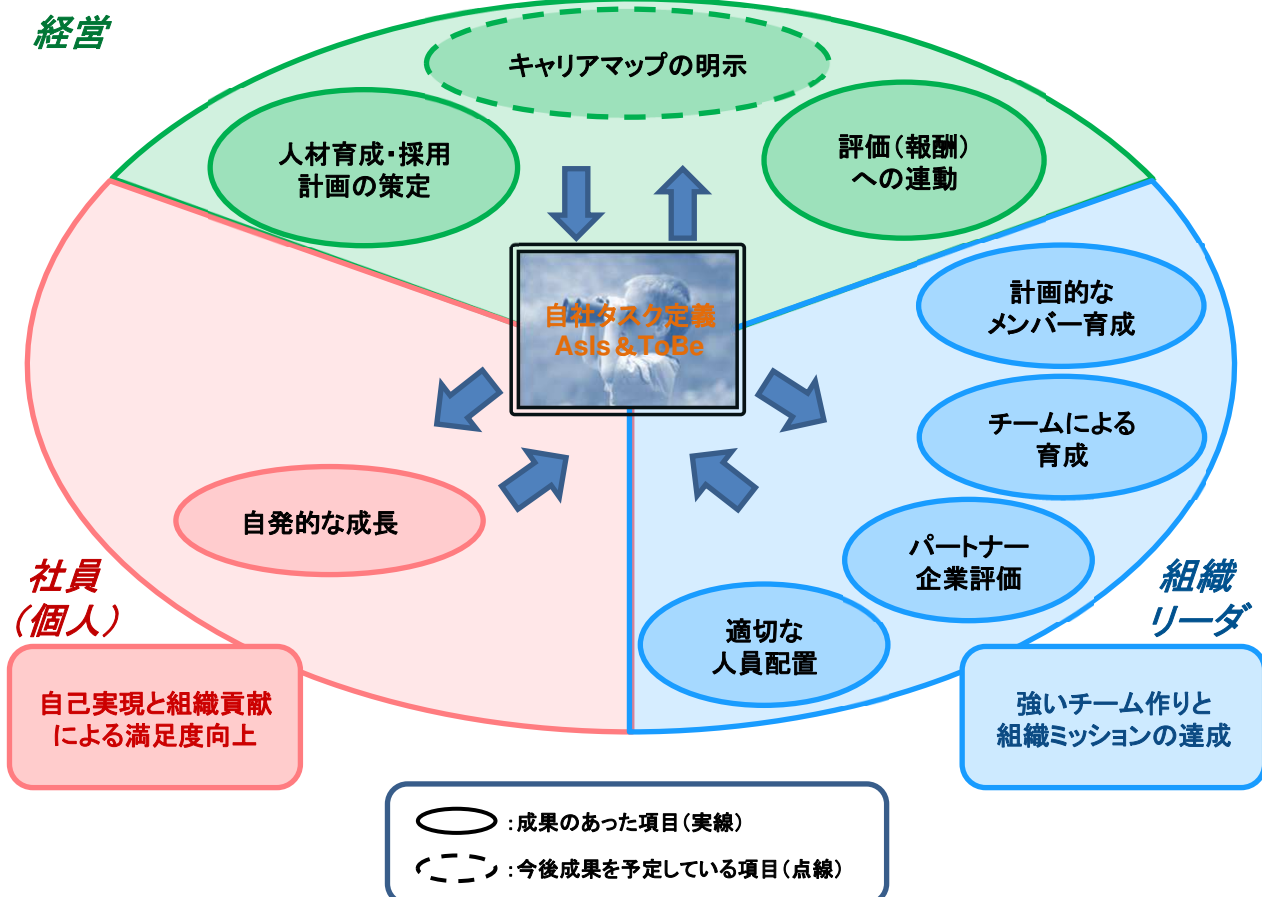 経営
キャリアマップの明示
人材育成・採用
計画の策定
評価（報酬）
への連動
自社タスク定義
AsIs＆ToBe
計画的な
メンバー育成
チームによる
育成
パートナー
企業評価
適切な
人員配置
自発的な成長
社員
（個人）
自己実現と組織貢献
による満足度向上
組織
リーダ
強いチーム作りと
組織ミッションの達成
：成果のあった項目（実線）
：今後成果を予定している項目（点線）